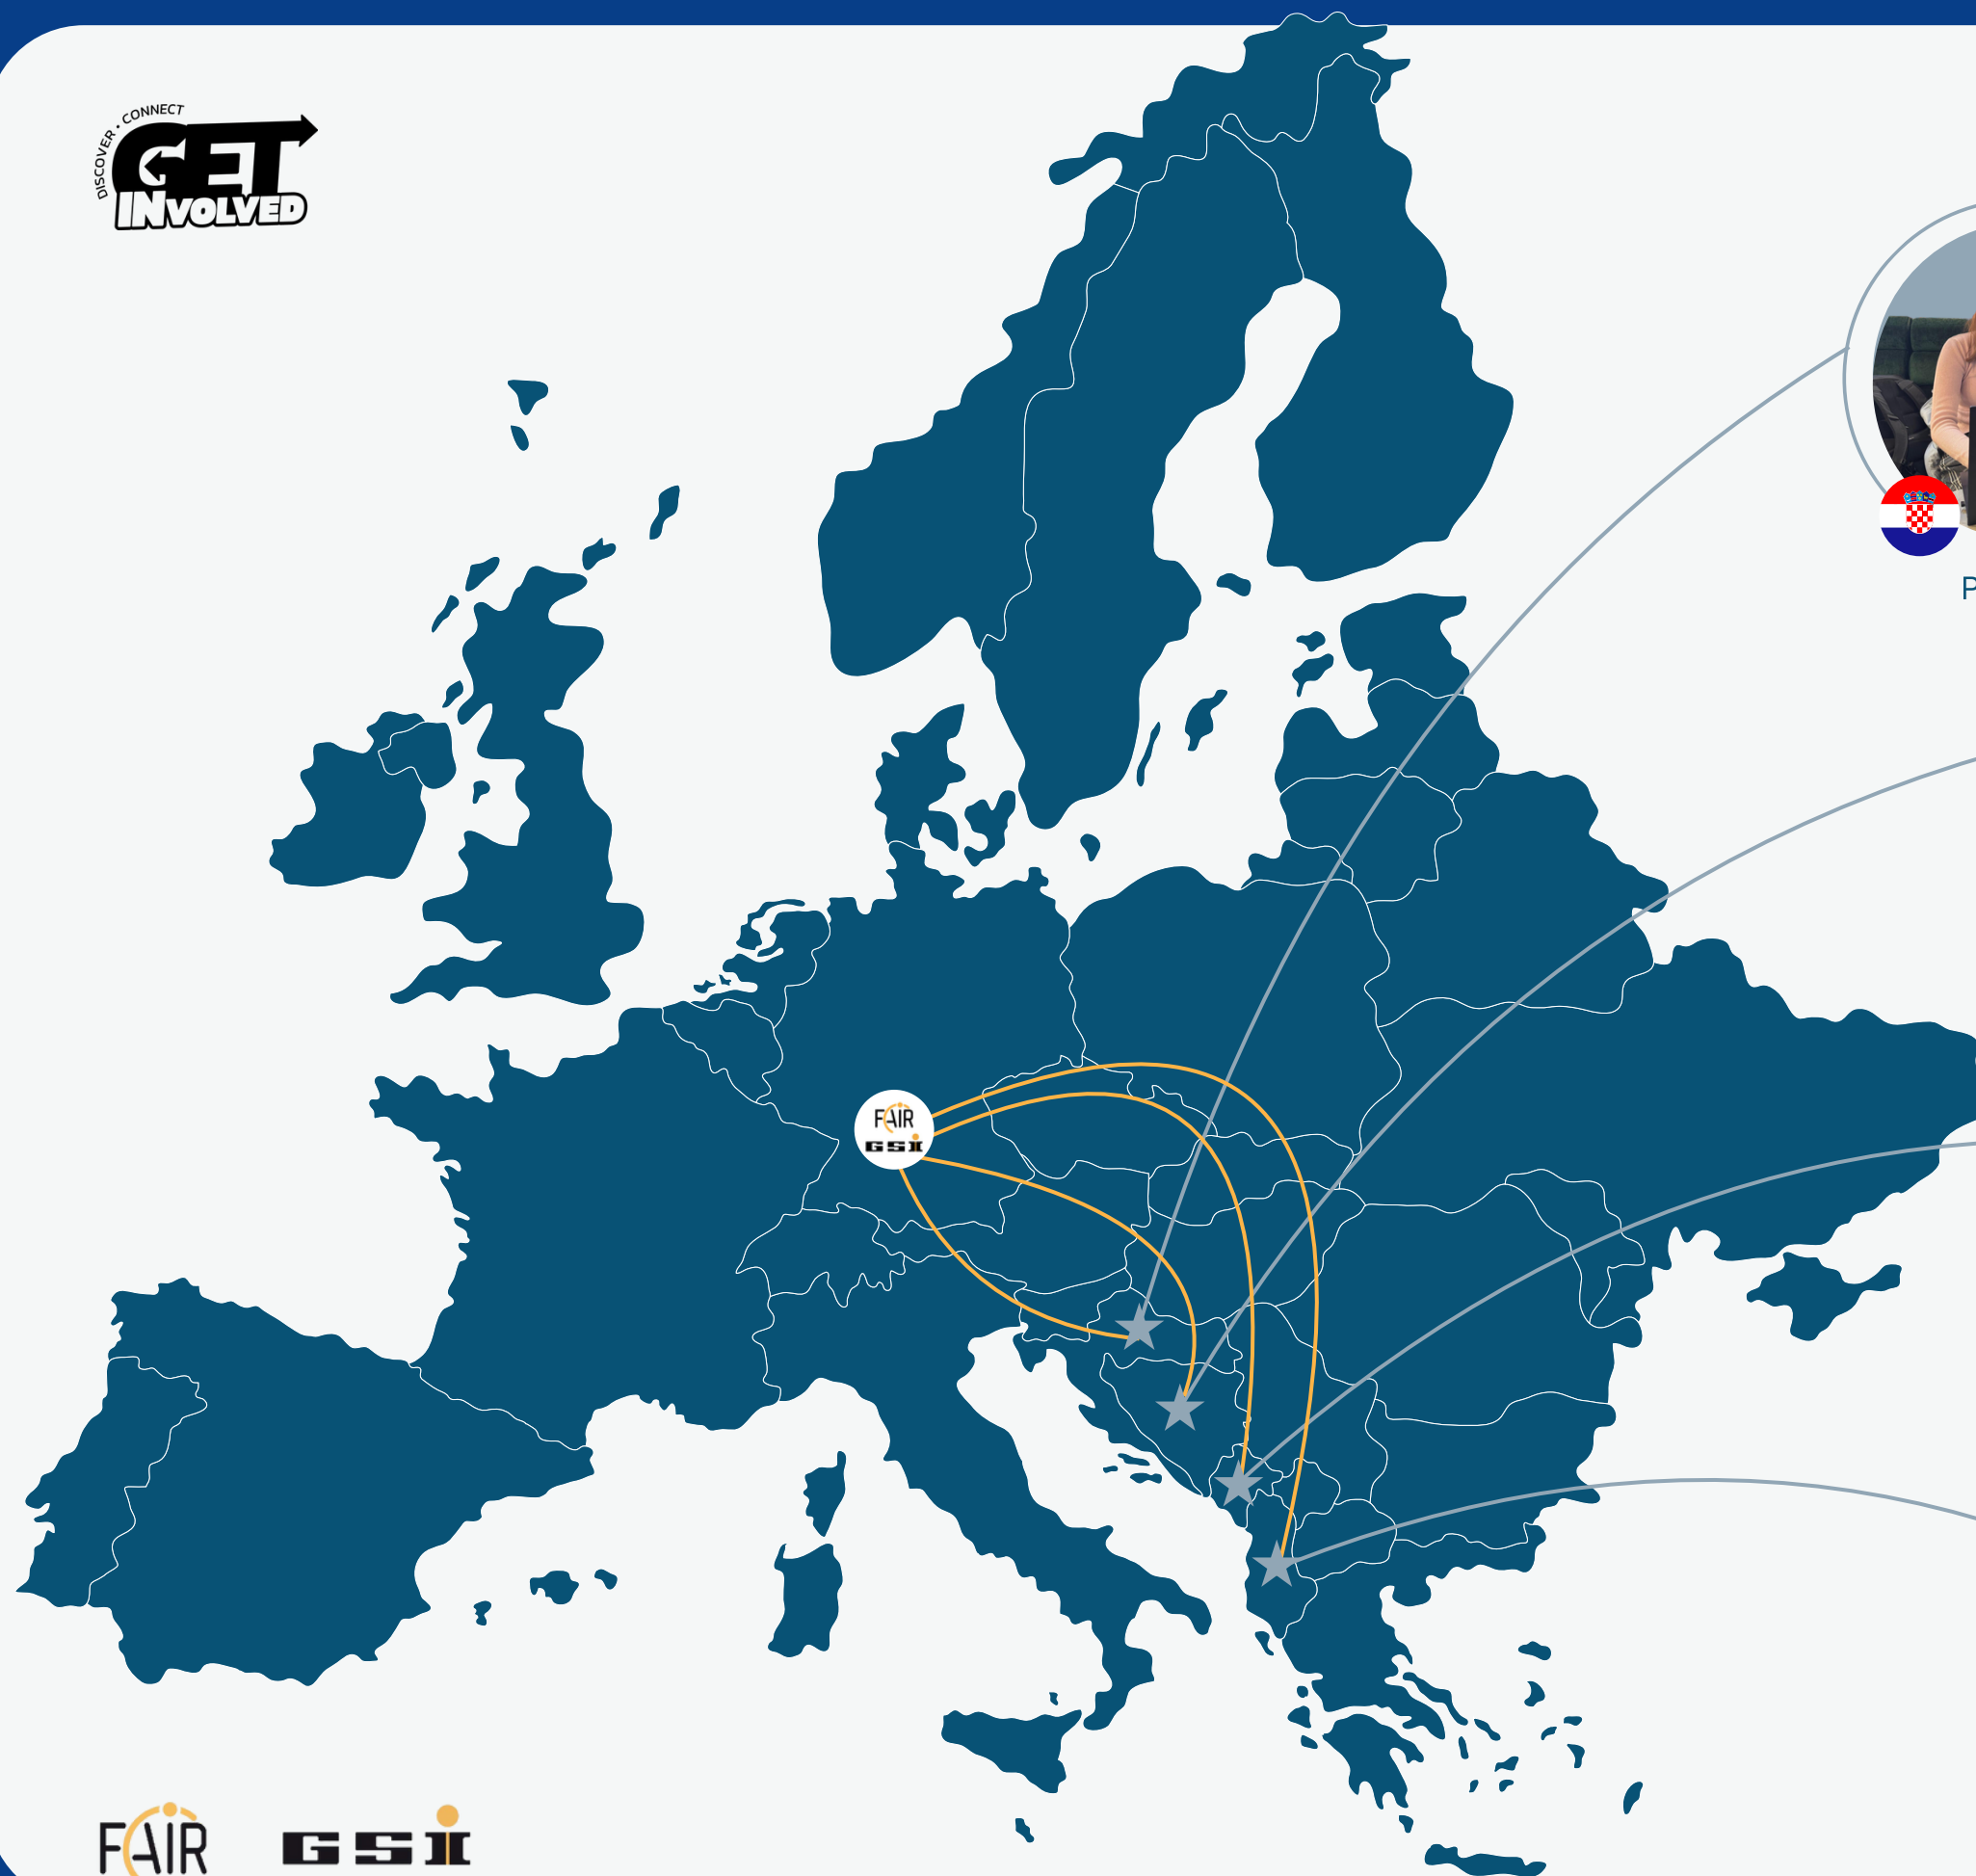 DISCOVER • CONNECT
GET
INVOLVED
P
FAIR
GSI
FAIR GSI